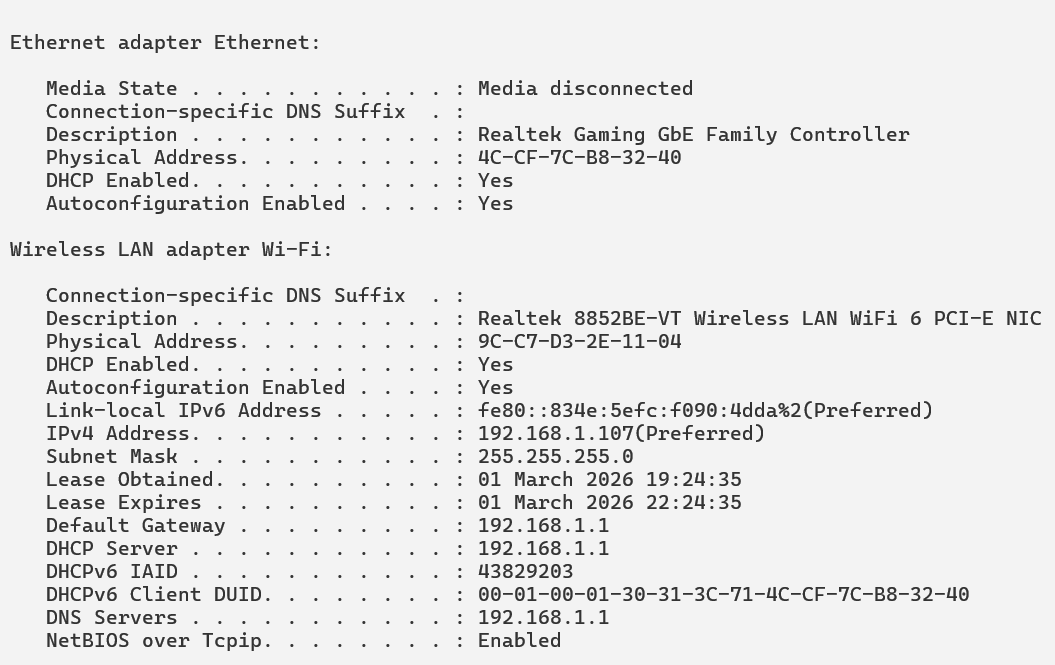 Ethernet adapter Ethernet:
Media State . . . . . . . . . . . : Media disconnected
Connection-specific DNS Suffix  . :
Description . . . . . . . . . . . : Realtek Gaming GbE Family Controller
Physical Address. . . . . . . . . : 4C-CF-7C-B8-32-40
DHCP Enabled. . . . . . . . . . . : Yes
Autoconfiguration Enabled . . . . : Yes
Wireless LAN adapter Wi-Fi:
Connection-specific DNS Suffix  . :
Description . . . . . . . . . . . : Realtek 8852BE-VT Wireless LAN WiFi 6 PCI-E NIC
Physical Address. . . . . . . . . : 9C-C7-D3-2E-11-04
DHCP Enabled. . . . . . . . . . . : Yes
Autoconfiguration Enabled . . . . : Yes
Link-local IPv6 Address . . . . . : fe80::834e:5efc:f090:4dda%2(Preferred)
IPv4 Address. . . . . . . . . . . : 192.168.1.107(Preferred)
Subnet Mask . . . . . . . . . . . : 255.255.255.0
Lease Obtained. . . . . . . . . . : 01 March 2026 19:24:35
Lease Expires . . . . . . . . . . : 01 March 2026 22:24:35
Default Gateway . . . . . . . . . : 192.168.1.1
DHCP Server . . . . . . . . . . . : 192.168.1.1
DHCPv6 IAID . . . . . . . . . . . : 43829203
DHCPv6 Client DUID. . . . . . . . : 00-01-00-01-30-31-3C-71-4C-CF-7C-B8-32-40
DNS Servers . . . . . . . . . . . : 192.168.1.1
NetBIOS over Tcpip. . . . . . . . : Enabled